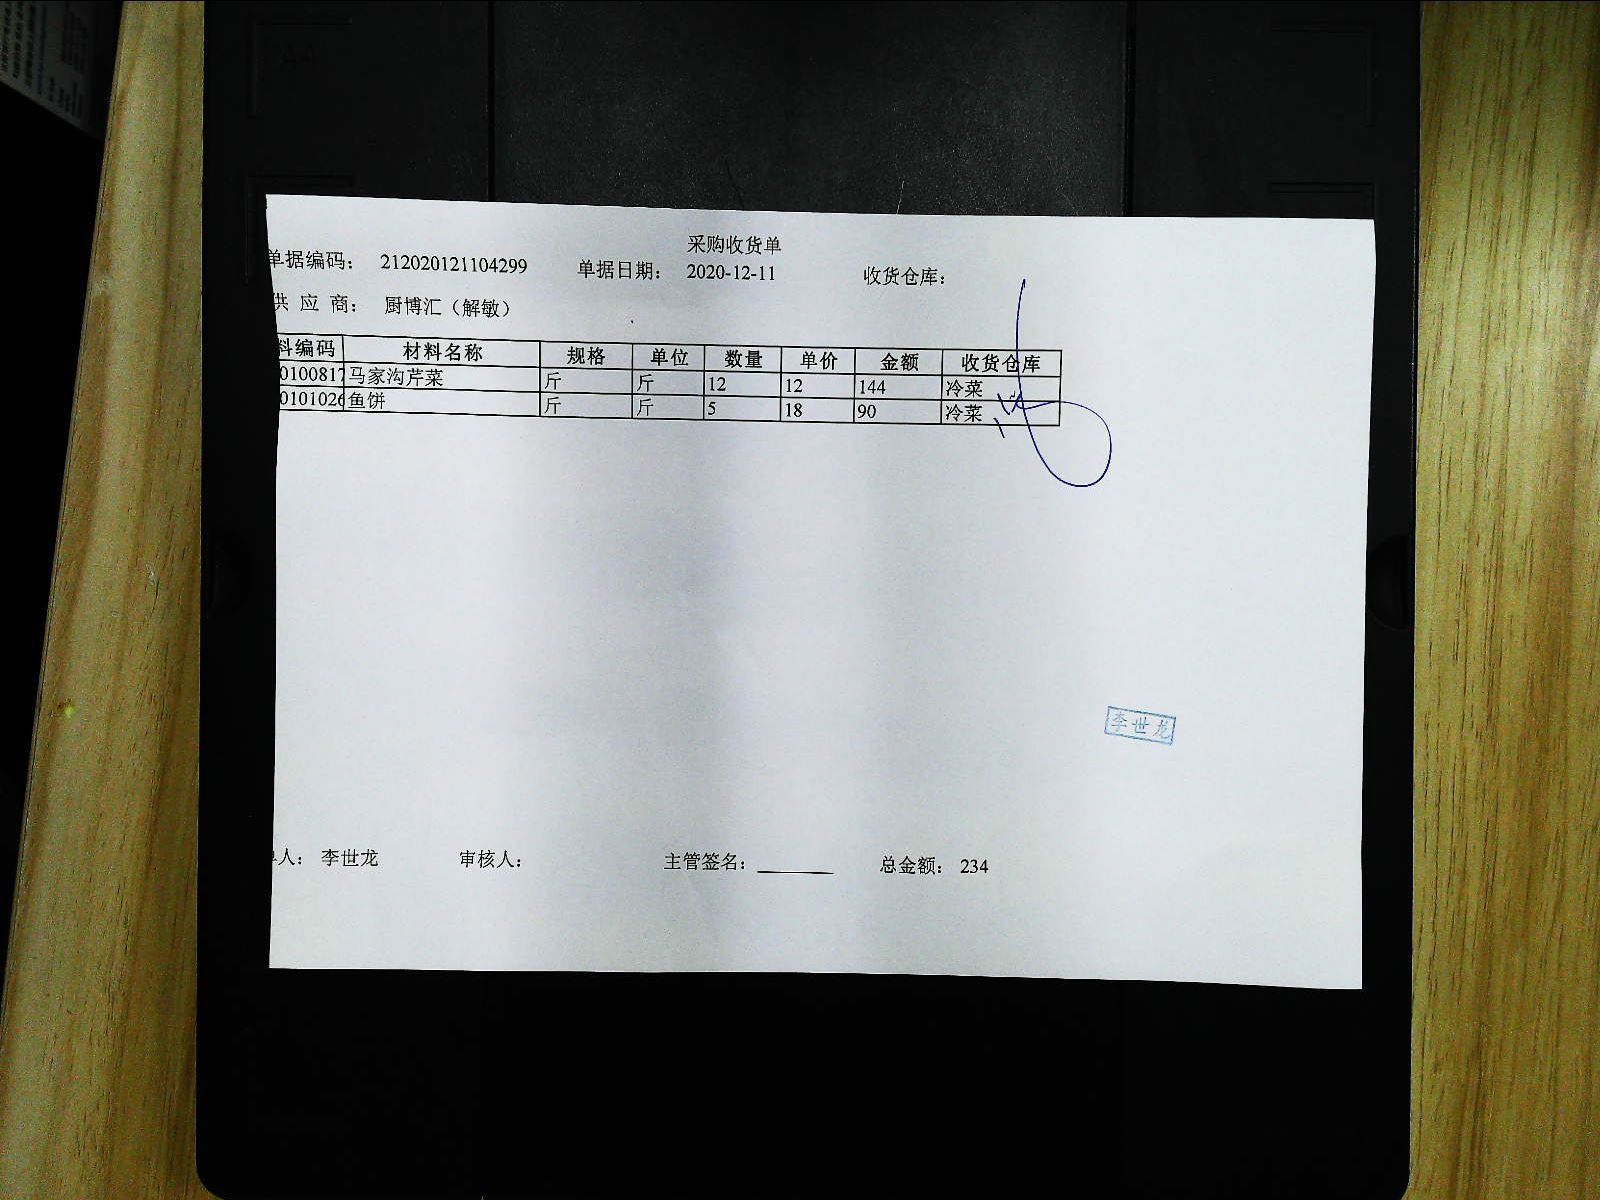 采购收货单
单据编码： 212020121104299 单据日期： 2020-12-11 收货仓库：
供 应 商： 厨博汇（解敏）
料编码 材料名称 规格 单位 数量 单价 金额 收货仓库
0100817 马家沟芹菜 斤 斤 12 12 144 冷菜
0101026 鱼饼 斤 斤 5 18 90 冷菜
李世龙
人： 李世龙 审核人： 主管签名： 总金额： 234